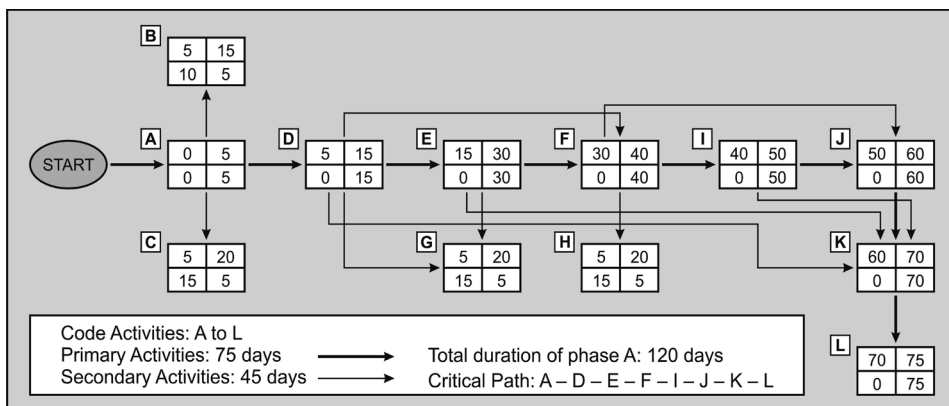 B
5 15
10 5
A
D
E
F
I
J
START
0 5
0 5
5 15
0 15
15 30
0 30
30 40
0 40
40 50
0 50
50 60
0 60
C
5 20
15 5
G
5 20
15 5
H
5 20
15 5
K
60 70
0 70
Code Activities: A to L
Primary Activities: 75 days
Total duration of phase A: 120 days
Secondary Activities: 45 days
Critical Path: A – D – E – F – I – J – K – L
L
70 75
0 75